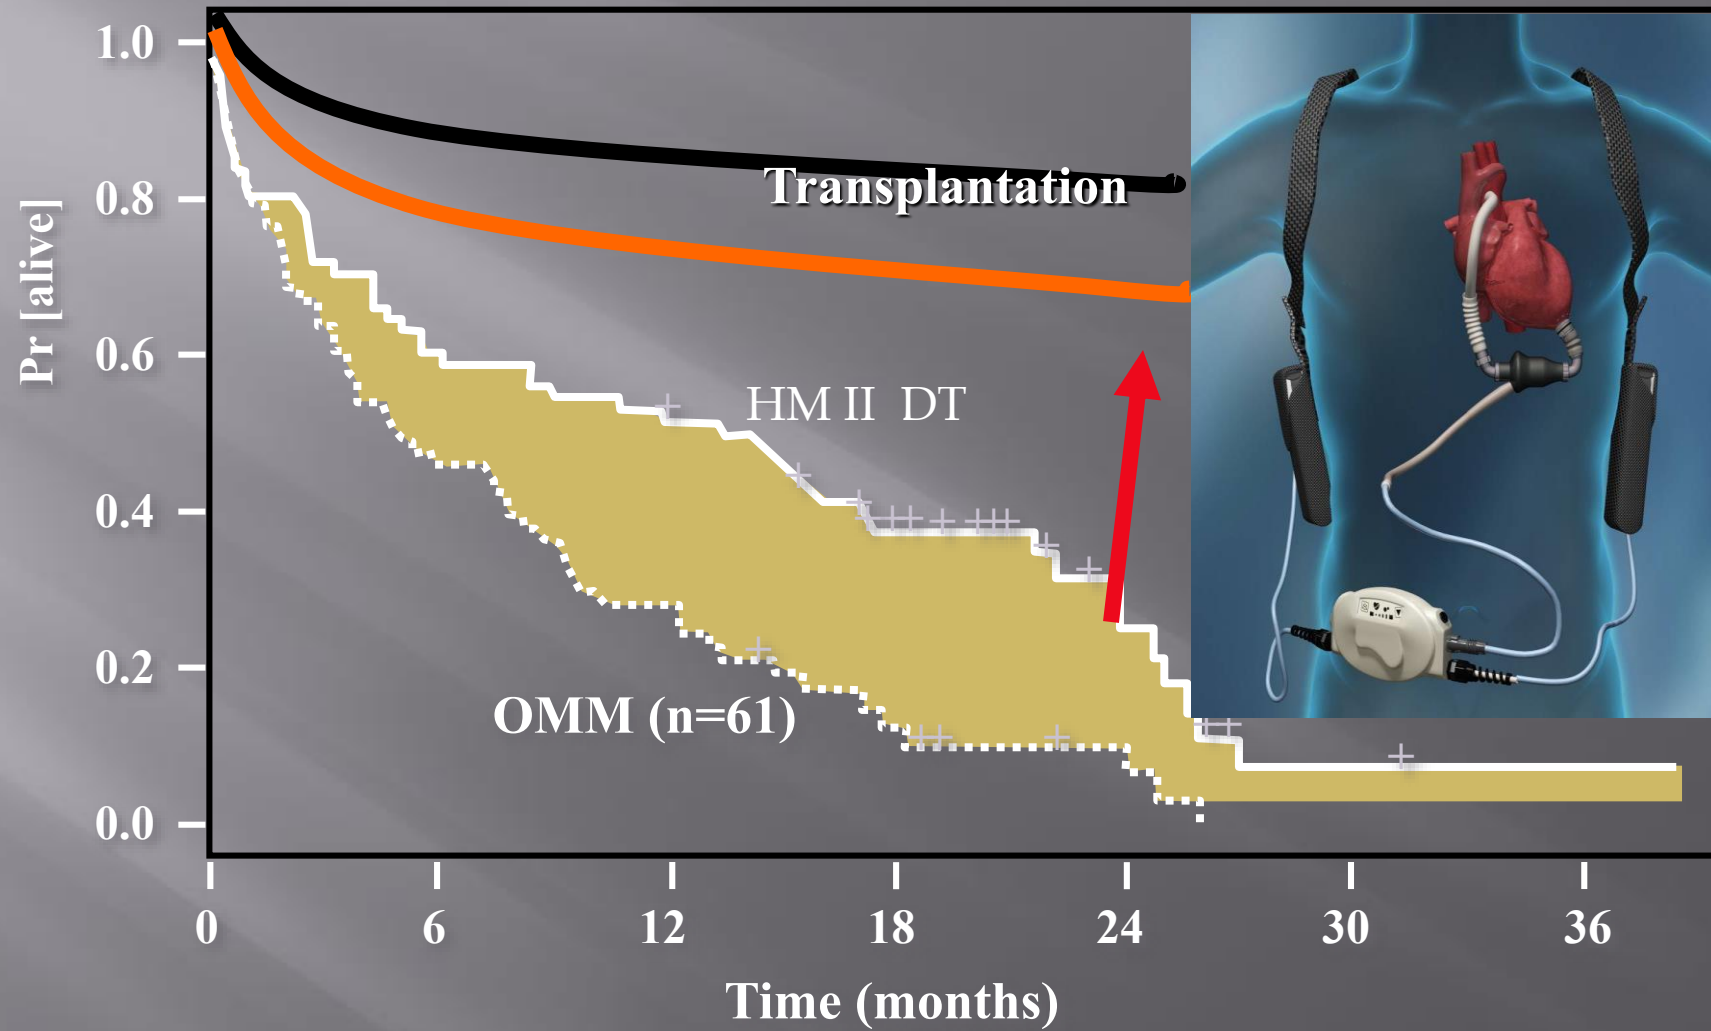 1.0
0.8
0.6
0.4
0.2
0.0
Pr [alive]
Transplantation
HM II DT
OMM (n=61)
0 6 12 18 24 30 36
Time (months)